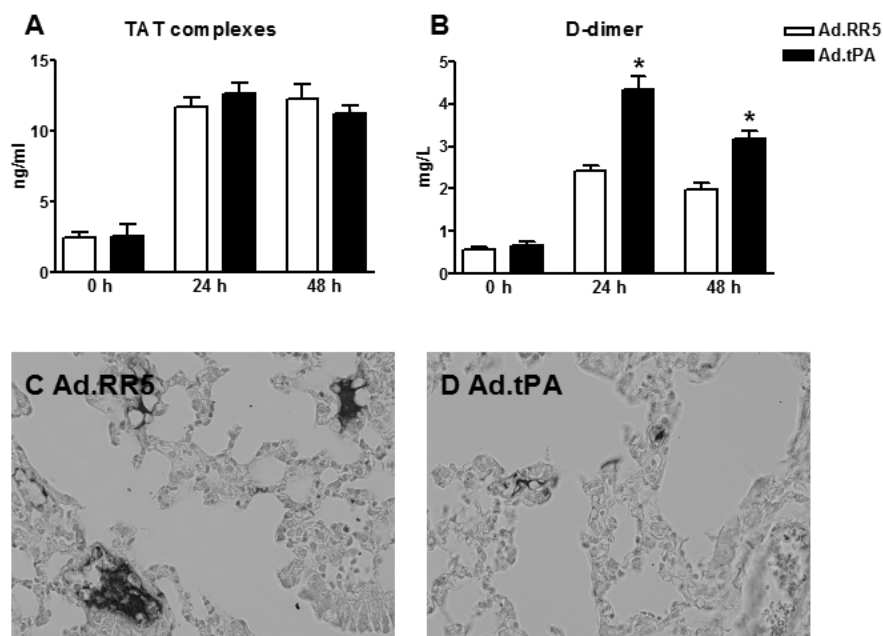 A
TAT complexes
ng/ml
15
10
5
0
0 h
24 h
48 h
B
D-dimer
mg/L
5
4
3
2
1
0
*
*
0 h
24 h
48 h
Ad.RR5
Ad.tPA
C Ad.RR5
D Ad.tPA